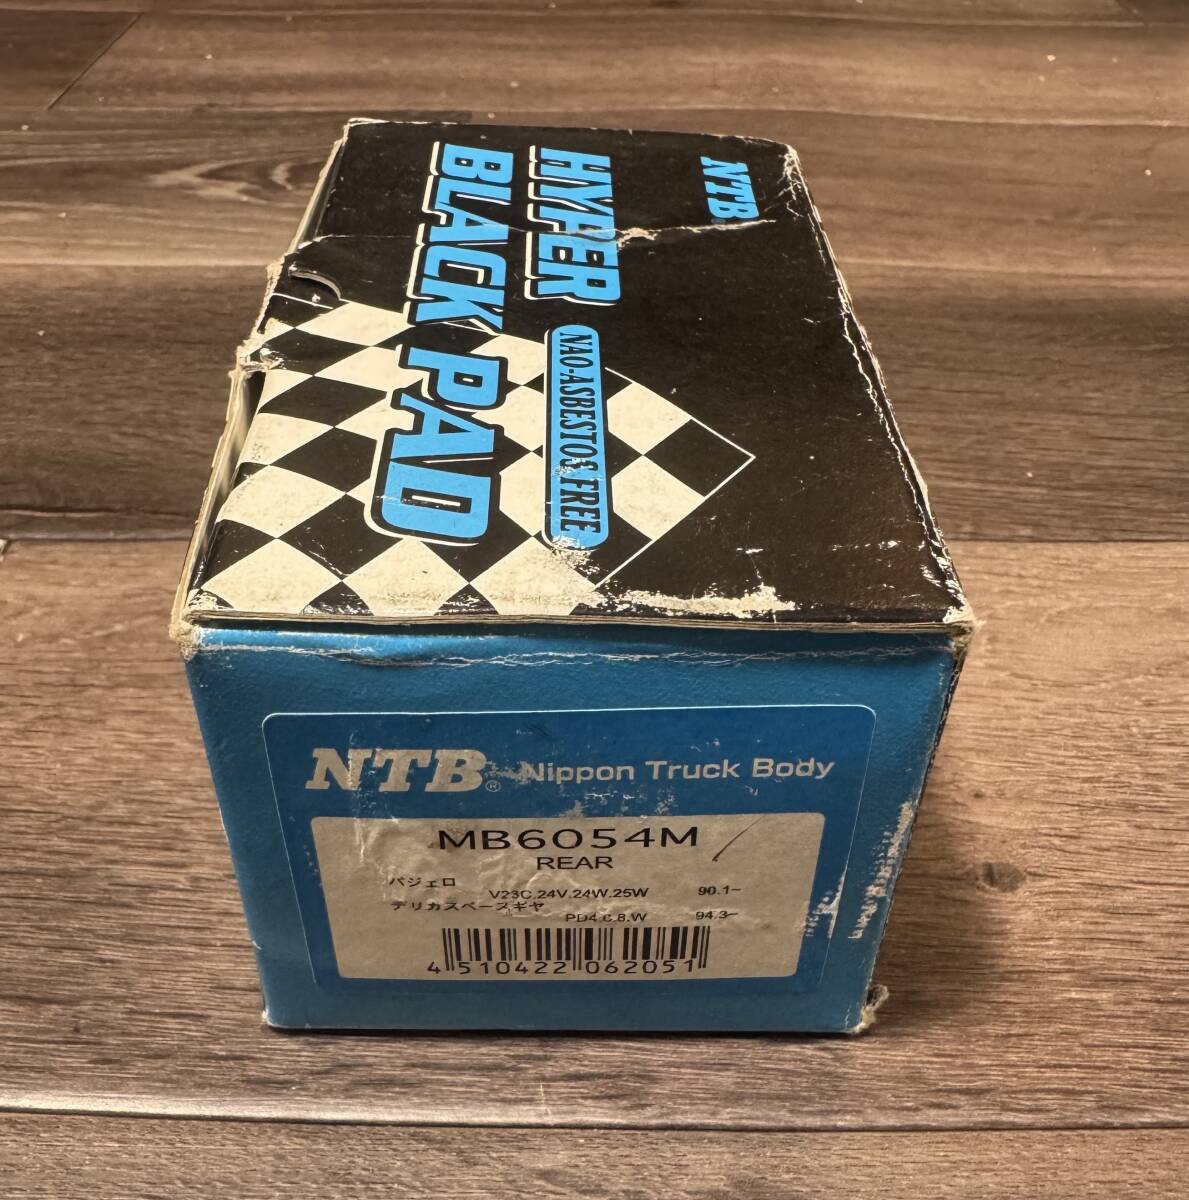 NTB®
HYPER
BLACK PAD
NAO-ASBESTOS FREE
NTB® Nippon Truck Body
MB6054M
REAR
パジェロ V23C.24V.24W.25W 90.1~
デリカスペースギヤ PD4.6.8.W 94.3~
4 510422 062051